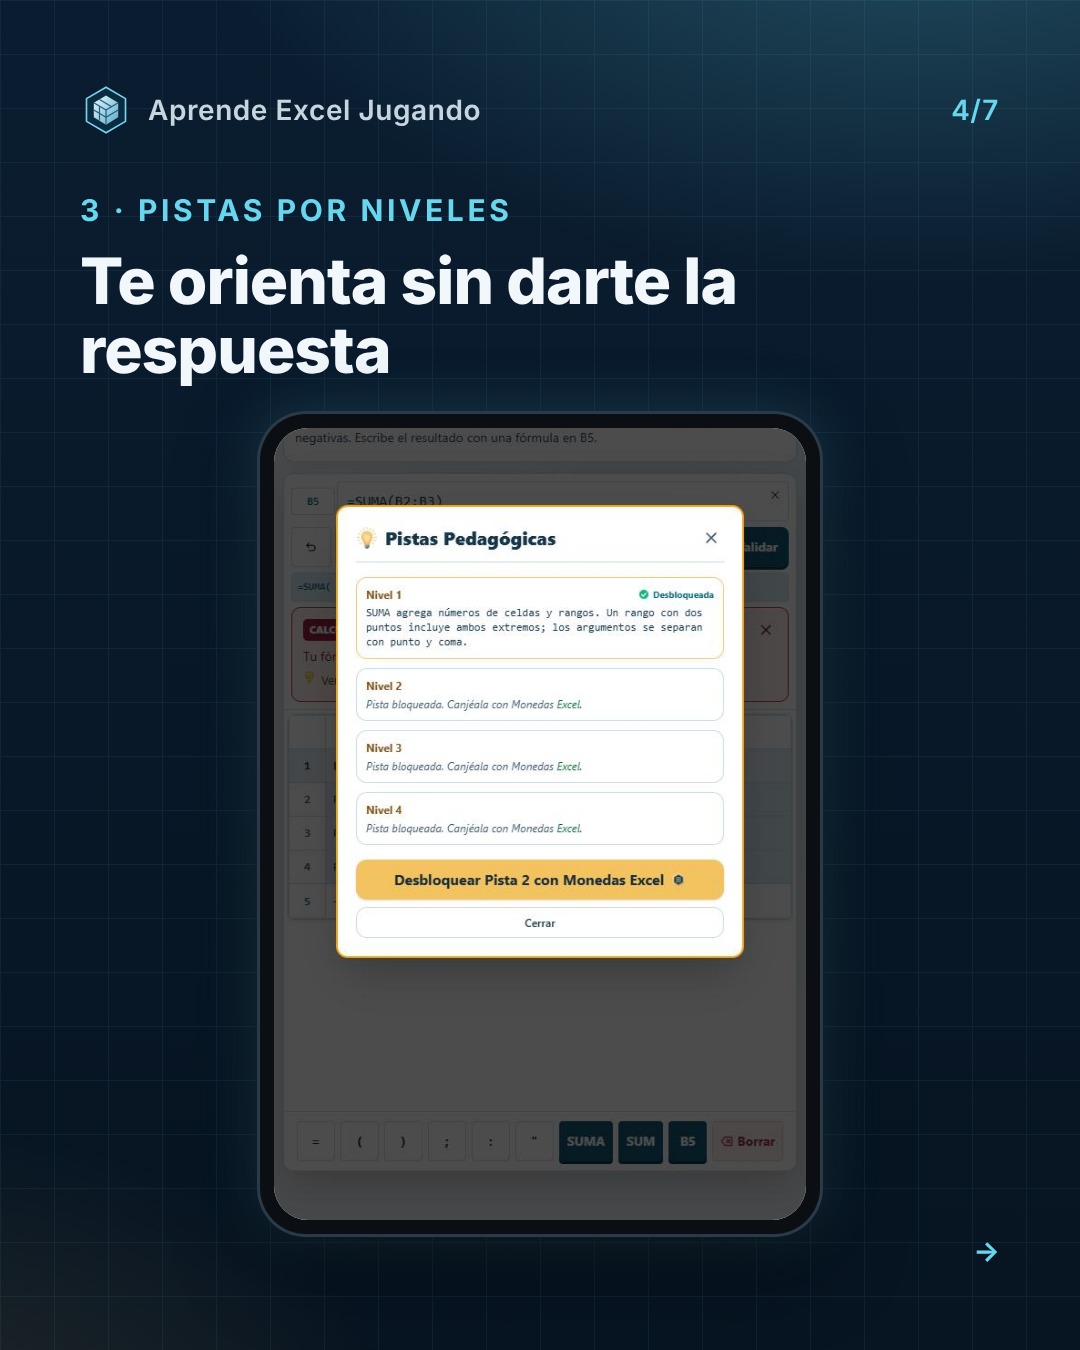 Aprende Excel Jugando
4/7
3 · PISTAS POR NIVELES
Te orienta sin darte la
respuesta
negativas. Escribe el resultado con una fórmula en B5.
B5
=SUMA(B2:B3)
Pistas Pedagógicas
Nivel 1
Desbloqueada
SUMA agrega números de celdas y rangos. Un rango con dos
puntos incluye ambos extremos; los argumentos se separan
con punto y coma.
Nivel 2
Pista bloqueada. Canjéala con Monedas Excel.
Nivel 3
Pista bloqueada. Canjéala con Monedas Excel.
Nivel 4
Pista bloqueada. Canjéala con Monedas Excel.
Desbloquear Pista 2 con Monedas Excel
Cerrar
alidar
=SUMA(
CALC
Tu fór
Ve
1
2
3
4
5
= ( ) ; : " SUMA SUM B5 Borrar